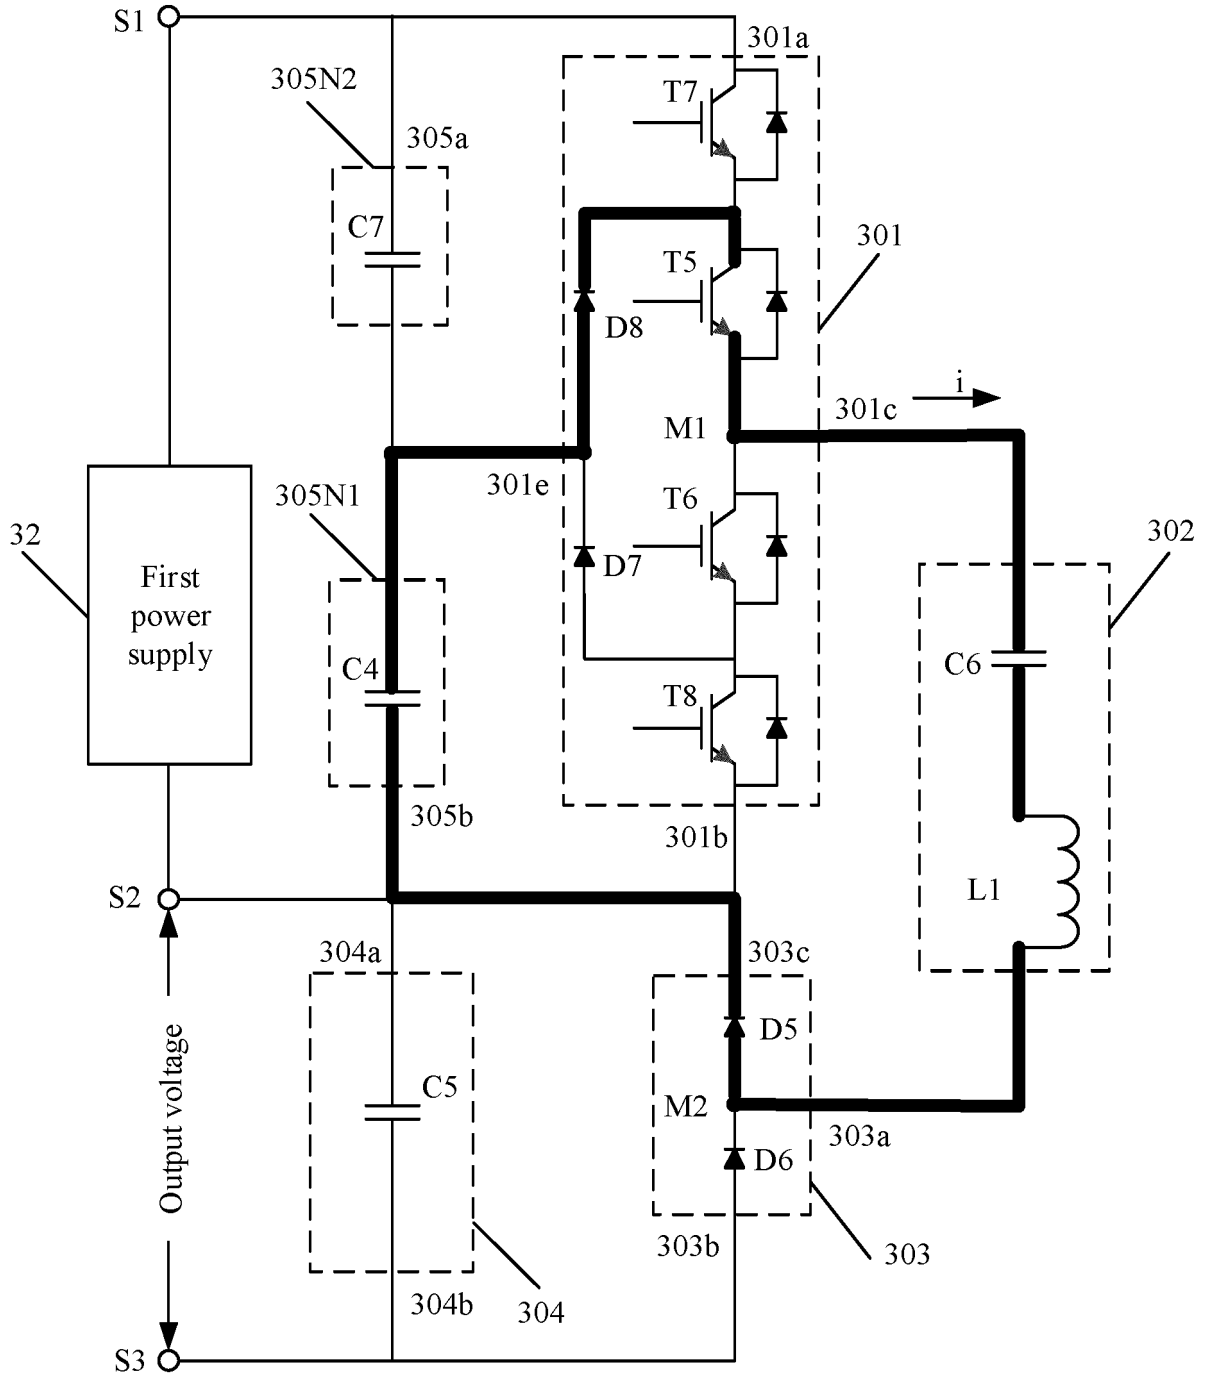 S1
301a
305N2
T7
305a
C7
301
T5
D8
i
301c
M1
301e
305N1
T6
32
302
D7
First
power
supply
C4
C6
T8
305b
301b
S2
L1
304a
303c
D5
Output voltage
C5
M2
303a
D6
303b
303
304b
304
S3